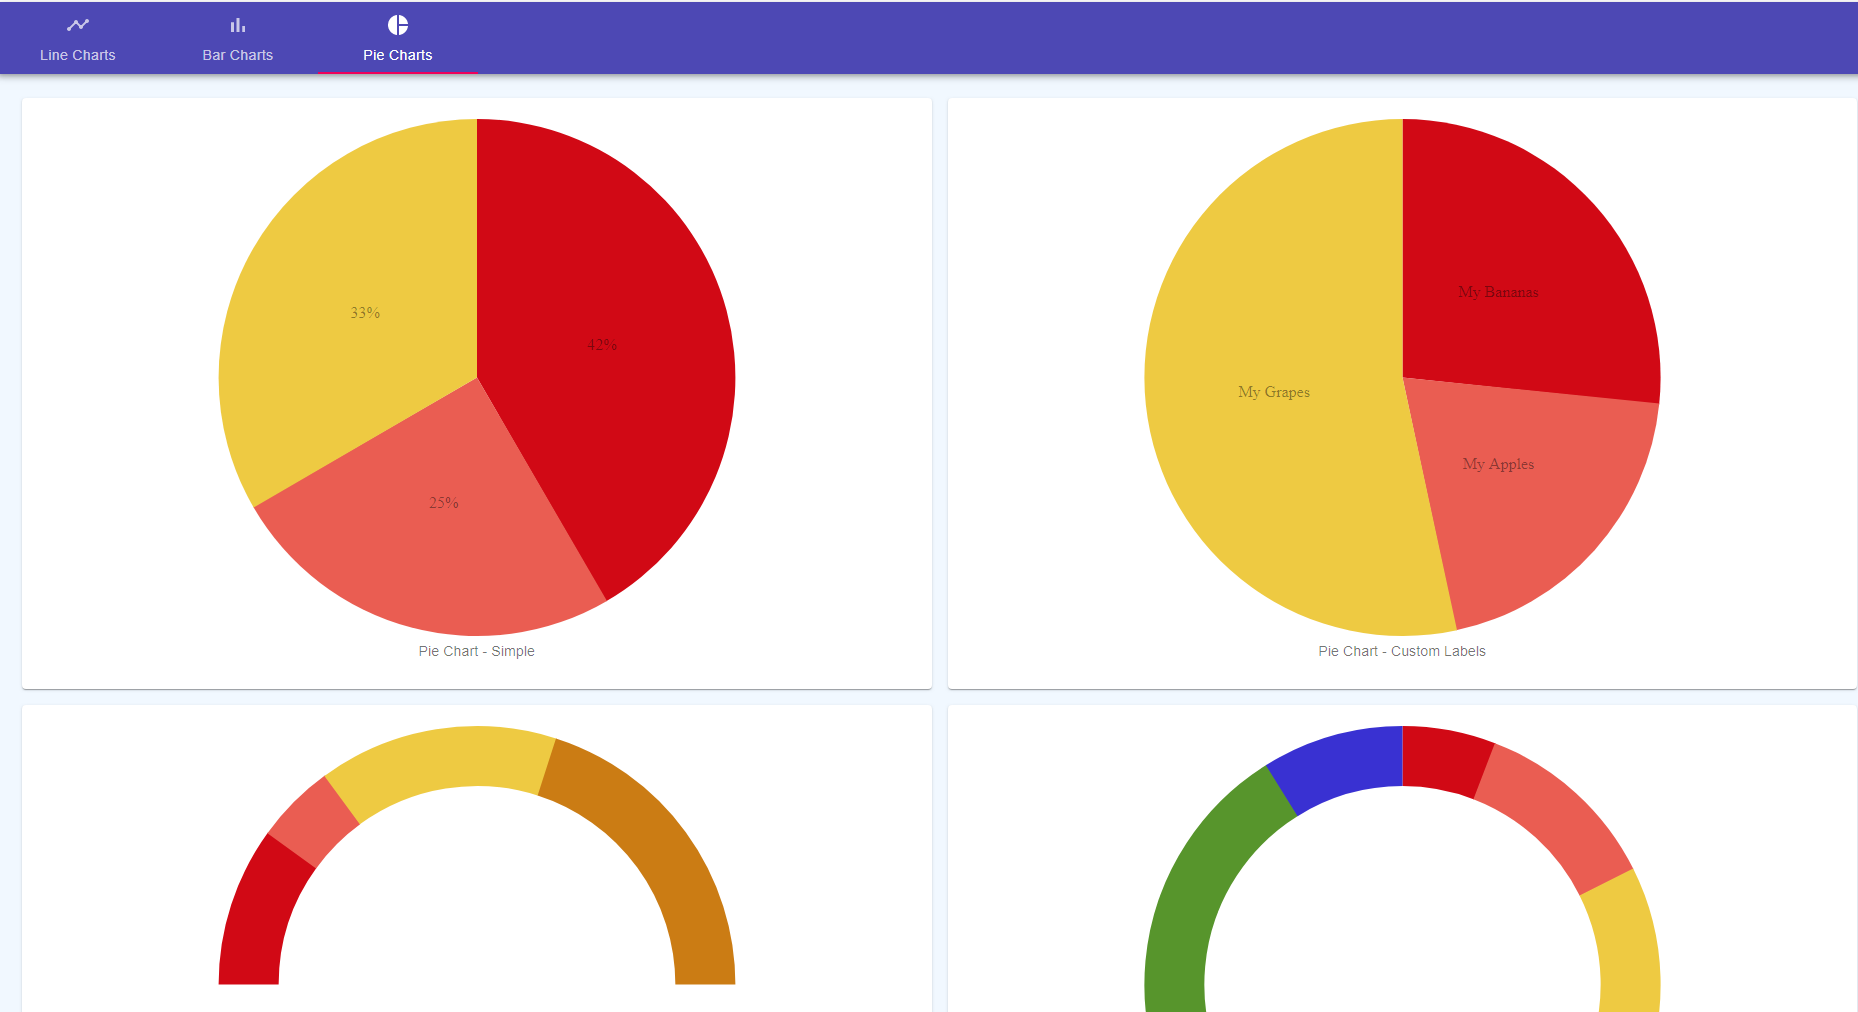 Line Charts
Bar Charts
Pie Charts
33%
42%
25%
Pie Chart - Simple
My Bananas
My Grapes
My Apples
Pie Chart - Custom Labels